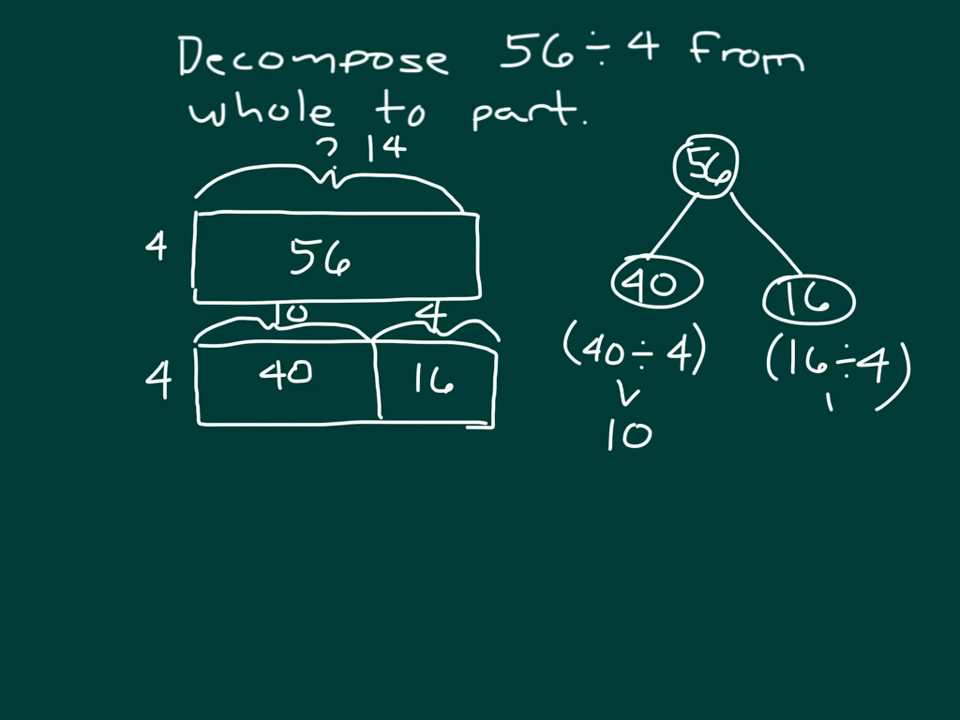 Decompose 56÷4 from
whole to part.
? 14
4 56
10 4
4 40 16
56
40 16
(40÷4) (16÷4)
10